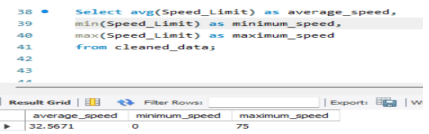 38 Select avg(Speed_Limit) as average_speed,
39 min(Speed_Limit) as minimum_speed,
40 max(Speed_Limit) as maximum_speed
41 from cleaned_data;
42
43
Result Grid Filter Rows: Export: W
average_speed minimum_speed maximum_speed
32.5671 0 75